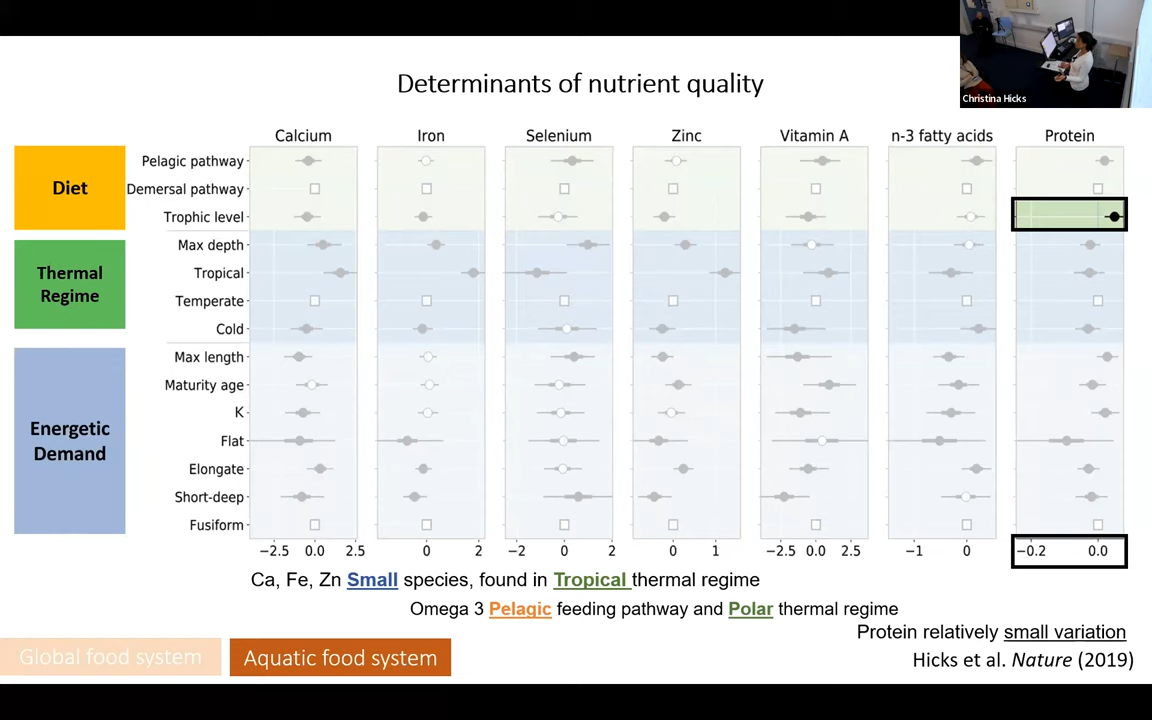 Determinants of nutrient quality
Christina Hicks
Calcium Iron Selenium Zinc Vitamin A n-3 fatty acids Protein
Diet
Pelagic pathway
Demersal pathway
Trophic level
Thermal
Regime
Max depth
Tropical
Temperate
Cold
Energetic
Demand
Max length
Maturity age
K
Flat
Elongate
Short-deep
Fusiform
−2.5 0.0 2.5 0 2 −2 0 2 0 1 −2.5 0.0 2.5 −1 0 −0.2 0.0
Ca, Fe, Zn Small species, found in Tropical thermal regime
Omega 3 Pelagic feeding pathway and Polar thermal regime
Protein relatively small variation
Hicks et al. Nature (2019)
Global food system
Aquatic food system